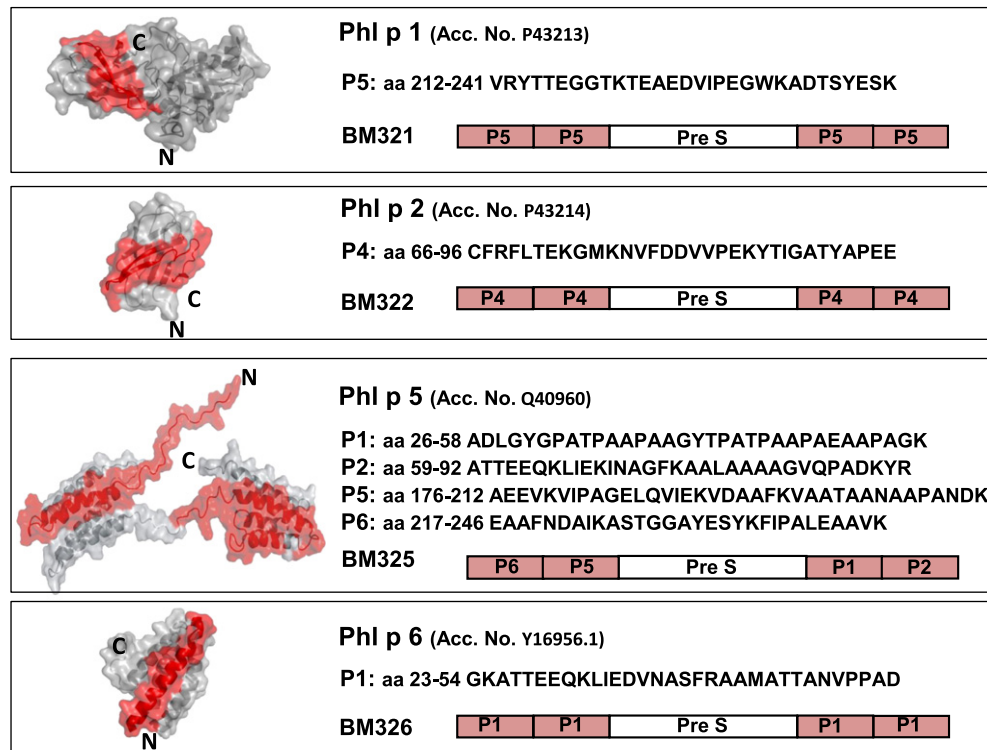 C
N
Phl p 1 (Acc. No. P43213)
P5: aa 212-241 VRYTTEGGTKTEAEDVIPEGWKADTSYESK
BM321 P5 P5 Pre S P5 P5
C
N
Phl p 2 (Acc. No. P43214)
P4: aa 66-96 CFRFLTEKGMKNVFDDVVPEKYTIGATYAPEE
BM322 P4 P4 Pre S P4 P4
N
C
Phl p 5 (Acc. No. Q40960)
P1: aa 26-58 ADLGYGPATPAAPAAGYTPATPAAPAEAAPAGK
P2: aa 59-92 ATTEEQKLIEKINAGFKAALAAAAGVQPADKYR
P5: aa 176-212 AEEVKVIPAGELQVIEKVDAAFKVAATAANAAPANDK
P6: aa 217-246 EAAFNDAIKASTGGAYESYKFIPALEAAVK
BM325 P6 P5 Pre S P1 P2
C
N
Phl p 6 (Acc. No. Y16956.1)
P1: aa 23-54 GKATTEEQKLIEDVNASFRAAMATTANVPPAD
BM326 P1 P1 Pre S P1 P1